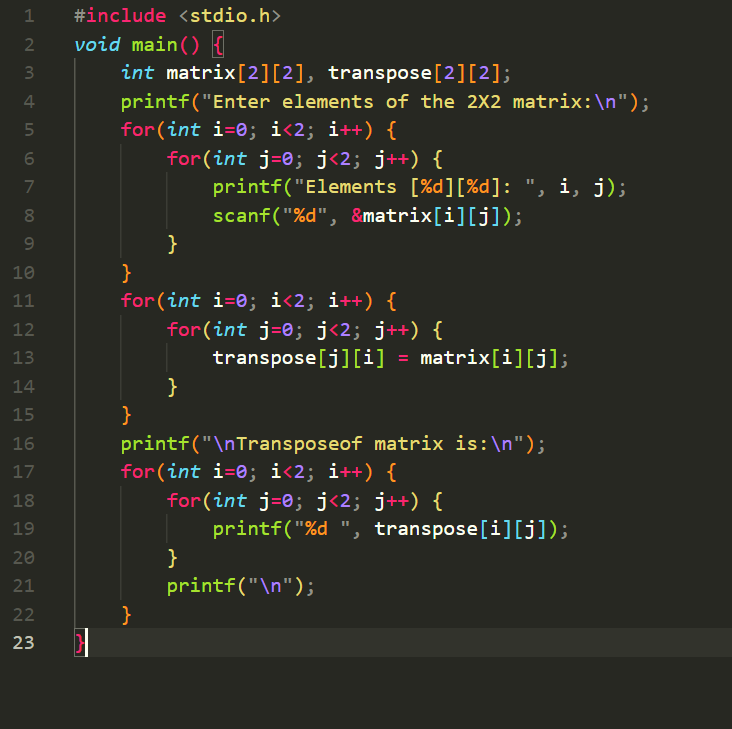 1 #include <stdio.h>
2 void main() {
3     int matrix[2][2], transpose[2][2];
4     printf("Enter elements of the 2X2 matrix:\n");
5     for(int i=0; i<2; i++) {
6         for(int j=0; j<2; j++) {
7             printf("Elements [%d][%d]: ", i, j);
8             scanf("%d", &matrix[i][j]);
9         }
10     }
11     for(int i=0; i<2; i++) {
12         for(int j=0; j<2; j++) {
13             transpose[j][i] = matrix[i][j];
14         }
15     }
16     printf("\nTransposeof matrix is:\n");
17     for(int i=0; i<2; i++) {
18         for(int j=0; j<2; j++) {
19             printf("%d ", transpose[i][j]);
20         }
21         printf("\n");
22     }
23 }